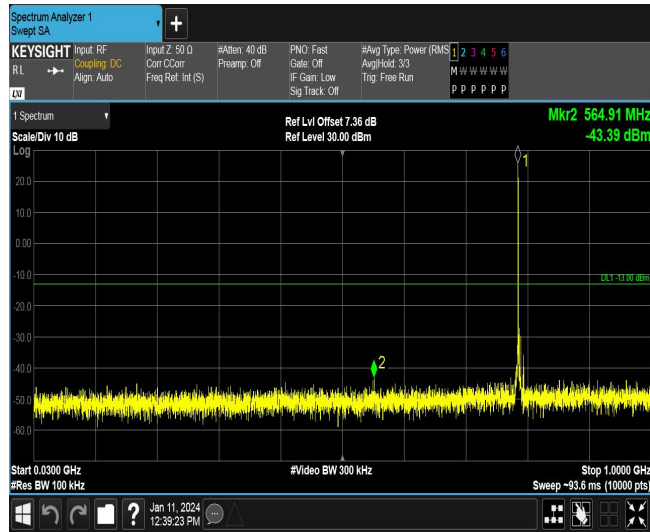 Spectrum Analyzer 1
Swept SA
+
KEYSIGHT
RL
LXI
Input: RF
Coupling: DC
Align: Auto
Input Z: 50 Ω
Corr CCorr
Freq Ref: Int (S)
#Atten: 40 dB
Preamp: Off
PNO: Fast
Gate: Off
IF Gain: Low
Sig Track: Off
#Avg Type: Power (RMS
Avg|Hold: 3/3
Trig: Free Run
1 2 3 4 5 6
M W W W W W
P P P P P P
1 Spectrum
Scale/Div 10 dB
Ref Lvl Offset 7.36 dB
Ref Level 30.00 dBm
Mkr2 564.91 MHz
-43.39 dBm
Log
1
20.0
10.0
0.00
-10.0
DL1 -13.00 dBm
-20.0
-30.0
-40.0
2
-50.0
-60.0
Start 0.0300 GHz
#Video BW 300 kHz
Stop 1.0000 GHz
#Res BW 100 kHz
Sweep ~93.6 ms (10000 pts)
?
Jan 11, 2024
12:39:23 PM